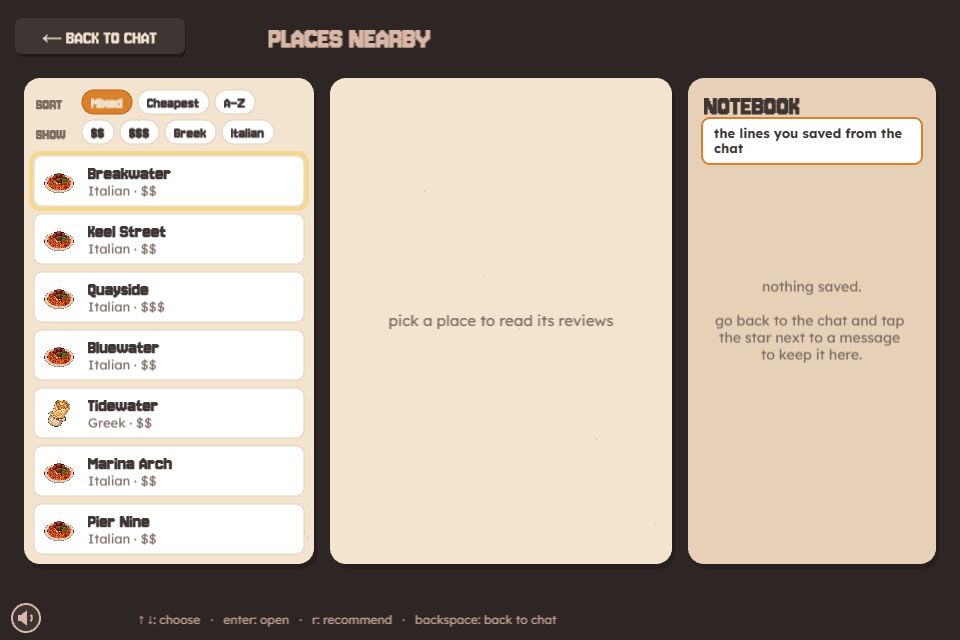 ← BACK TO CHAT
PLACES NEARBY
SORT Mixed Cheapest A-Z
SHOW $$ $$$ Greek Italian
Breakwater
Italian · $$
Keel Street
Italian · $$
Quayside
Italian · $$$
Bluewater
Italian · $$
Tidewater
Greek · $$
Marina Arch
Italian · $$
Pier Nine
Italian · $$
pick a place to read its reviews
NOTEBOOK
the lines you saved from the
chat
nothing saved.
go back to the chat and tap
the star next to a message
to keep it here.
↑ ↓: choose · enter: open · r: recommend · backspace: back to chat